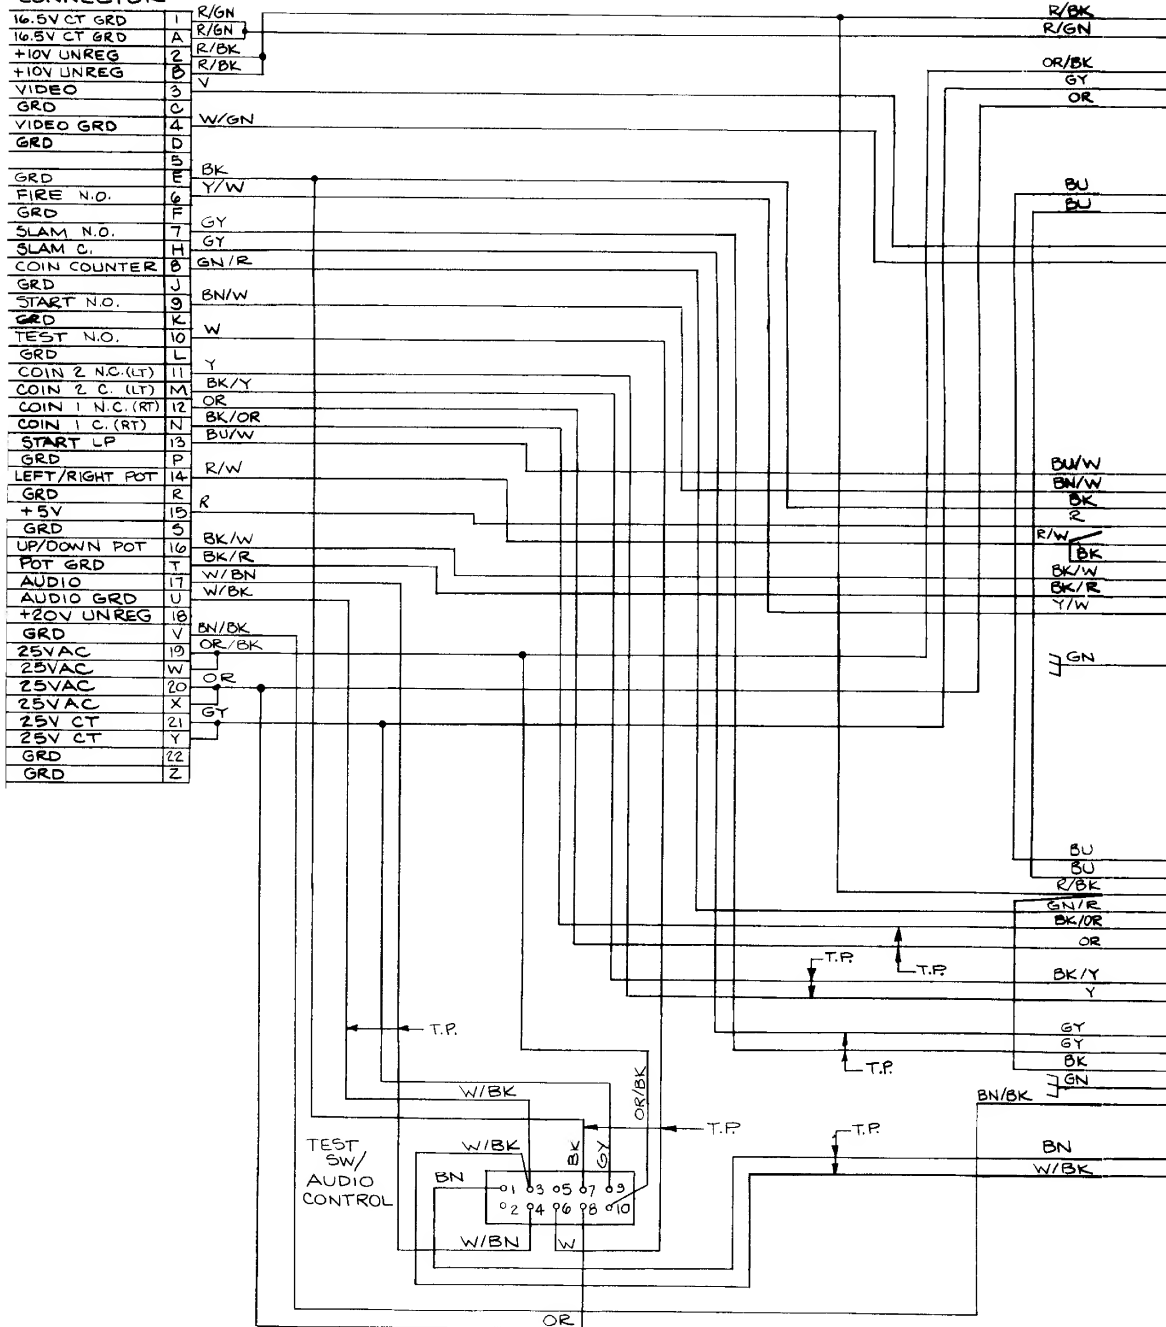 CONNECTOR
16.5V CT GRD 1 R/GN
16.5V CT GRD A R/GN
+10V UNREG 2 R/BK
+10V UNREG B R/BK
VIDEO 3 V
GRD C
VIDEO GRD 4 W/GN
GRD D
5
GRD E BK
FIRE N.O. 6 Y/W
GRD F
SLAM N.O. 7 GY
SLAM C. H GY
COIN COUNTER 8 GN/R
GRD J
START N.O. 9 BN/W
GRD K
TEST N.O. 10 W
GRD L
COIN 2 N.C.(LT) 11 Y
COIN 2 C. (LT) M BK/Y
COIN 1 N.C.(RT) 12 OR
COIN 1 C.(RT) N BK/OR
START LP 13 BU/W
GRD P
LEFT/RIGHT POT 14 R/W
GRD R
+5V 15 R
GRD S
UP/DOWN POT 16 BK/W
POT GRD T BK/R
AUDIO 17 W/BN
AUDIO GRD U W/BK
+20V UNREG 18
GRD V BN/BK
25VAC 19 OR/BK
25VAC W
25VAC 20 OR
25VAC X
25V CT 21 GY
25V CT Y
GRD 22
GRD Z
R/BK
R/GN
OR/BK
GY
OR
BU
BU
BU/W
BN/W
BK
R
R/W
BK
BK/W
BK/R
Y/W
GN
BU
BU
R/BK
GN/R
BK/OR
OR
T.P.
T.P.
BK/Y
Y
T.P.
GY
GY
T.P.
BK
GN
BN/BK
W/BK
OR/BK
T.P.
T.P.
BN
W/BK
TEST
SW/
AUDIO
CONTROL
W/BK
BK
GY
BN
1 3 5 7 9
2 4 6 8 10
W/BN
W
OR